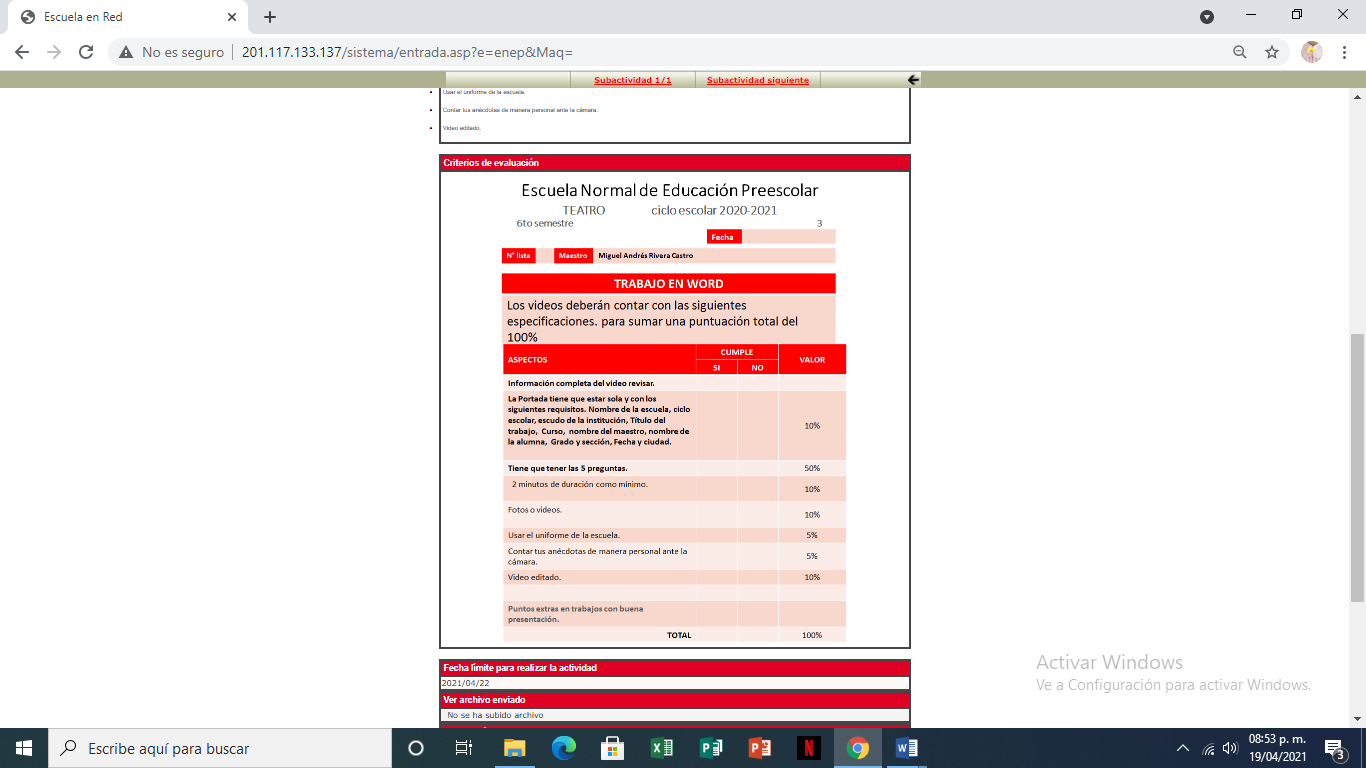 Escuela en Red
No es seguro
201.117.133.137/sistema/entrada.asp?e=enep&Maq=
Subactividad 1/1
Subactividad siguiente
Usar el uniforme de la escuela.
Contar tus anécdotas de manera personal ante la cámara.
Video editado.
Criterios de evaluación
Escuela Normal de Educación Preescolar
TEATRO ciclo escolar 2020-2021
6to semestre 3
Fecha
N° lista Maestro Miguel Andrés Rivera Castro
TRABAJO EN WORD
Los videos deberán contar con las siguientes
especificaciones. para sumar una puntuación total del
100%
ASPECTOS CUMPLE VALOR
SI NO
Información completa del video revisar.
La Portada tiene que estar sola y con los
siguientes requisitos. Nombre de la escuela, ciclo
escolar, escudo de la institución, Título del
trabajo, Curso, nombre del maestro, nombre de
la alumna, Grado y sección, Fecha y ciudad.
10%
Tiene que tener las 5 preguntas. 50%
2 minutos de duración como mínimo. 10%
Fotos o videos. 10%
Usar el uniforme de la escuela. 5%
Contar tus anécdotas de manera personal ante la
cámara.
5%
Video editado. 10%
Puntos extras en trabajos con buena
presentación.
TOTAL 100%
Fecha límite para realizar la actividad
2021/04/22
Ver archivo enviado
No se ha subido archivo
Activar Windows
Ve a Configuración para activar Windows.
Escribe aquí para buscar
08:53 p. m.
19/04/2021
3